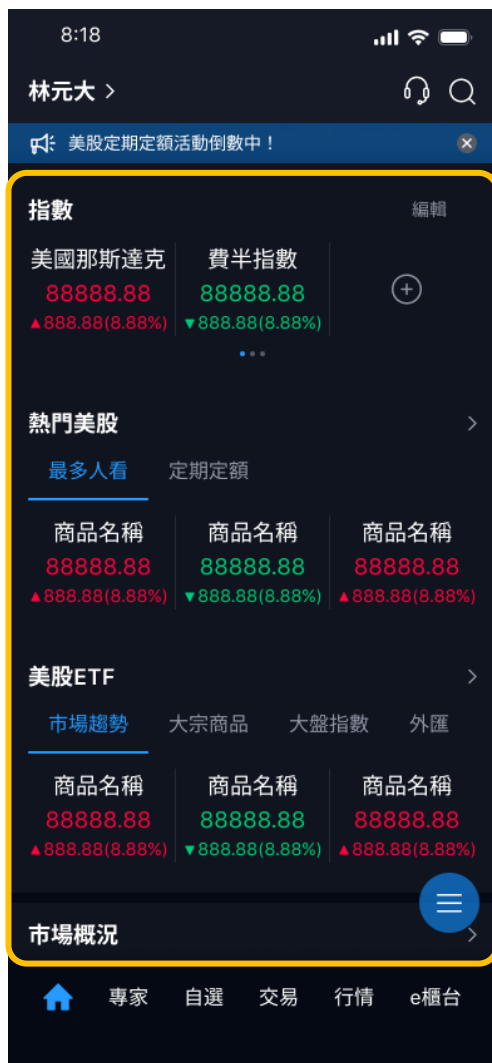 8:18
林元大 >
美股定期定額活動倒數中！
指數 編輯
美國那斯達克 費半指數
88888.88 88888.88
▲888.88(8.88%) ▼888.88(8.88%)
熱門美股
最多人看 定期定額
商品名稱 商品名稱 商品名稱
88888.88 88888.88 88888.88
▲888.88(8.88%) ▼888.88(8.88%) ▲888.88(8.88%)
美股ETF
市場趨勢 大宗商品 大盤指數 外匯
商品名稱 商品名稱 商品名稱
88888.88 88888.88 88888.88
▲888.88(8.88%) ▼888.88(8.88%) ▲888.88(8.88%)
市場概況
專家 自選 交易 行情 e櫃台